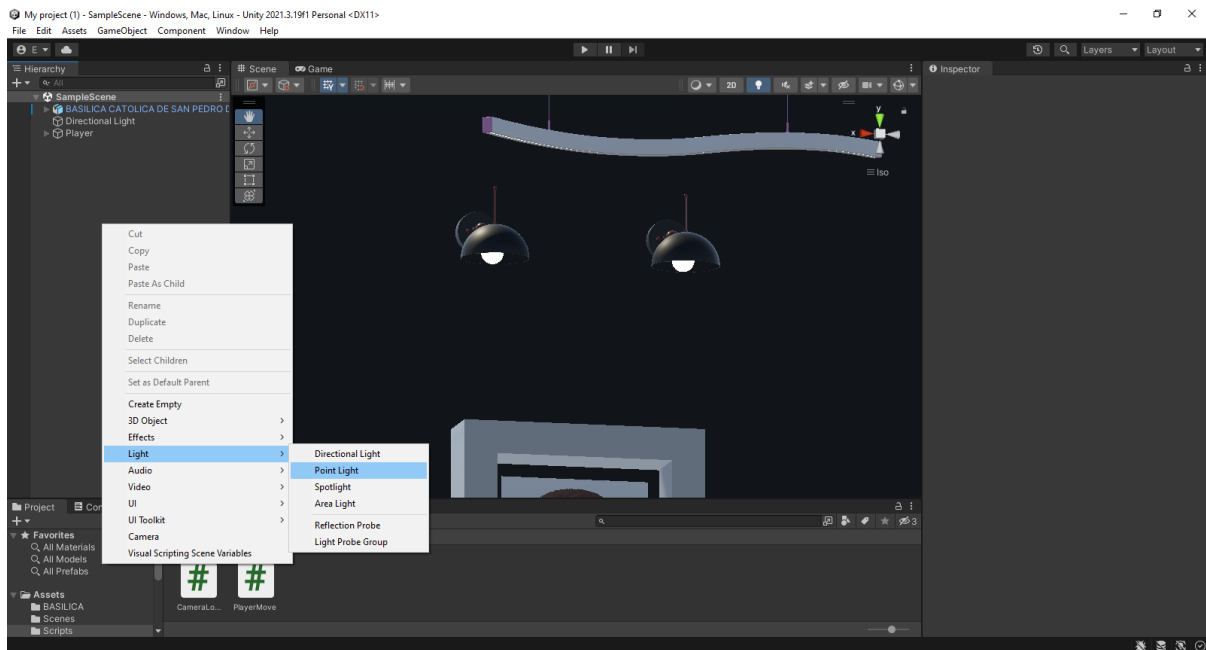 My project (1) - SampleScene - Windows, Mac, Linux - Unity 2021.3.19f1 Personal <DX11>
File Edit Assets GameObject Component Window Help
E
Layers
Layout
Hierarchy
Scene
Game
Inspector
All
2D
SampleScene
BASILICA CATOLICA DE SAN PEDRO
Directional Light
Player
y
x
Iso
Cut
Copy
Paste
Paste As Child
Rename
Duplicate
Delete
Select Children
Set as Default Parent
Create Empty
3D Object
Effects
Light
Audio
Video
UI
UI Toolkit
Camera
Visual Scripting Scene Variables
Directional Light
Point Light
Spotlight
Area Light
Reflection Probe
Light Probe Group
Project
Favorites
All Materials
All Models
All Prefabs
Assets
BASILICA
Scenes
Scripts
3
#
#
CameraLo...
PlayerMove